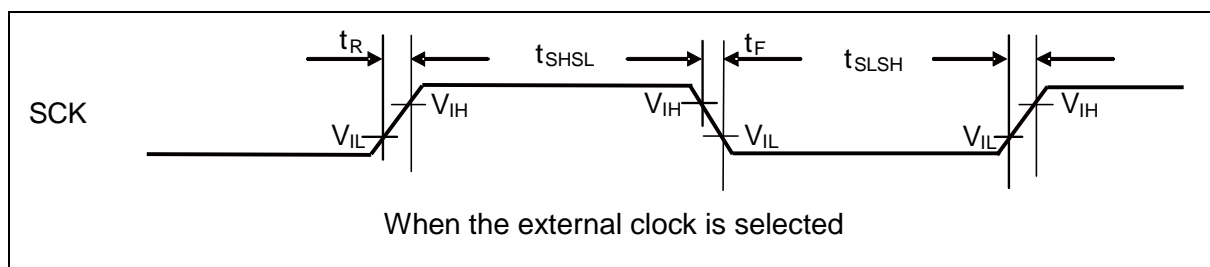 tR
tSHSL
tF
tSLSH
SCK
VIH
VIH
VIL
VIL
VIL
When the external clock is selected
VIH